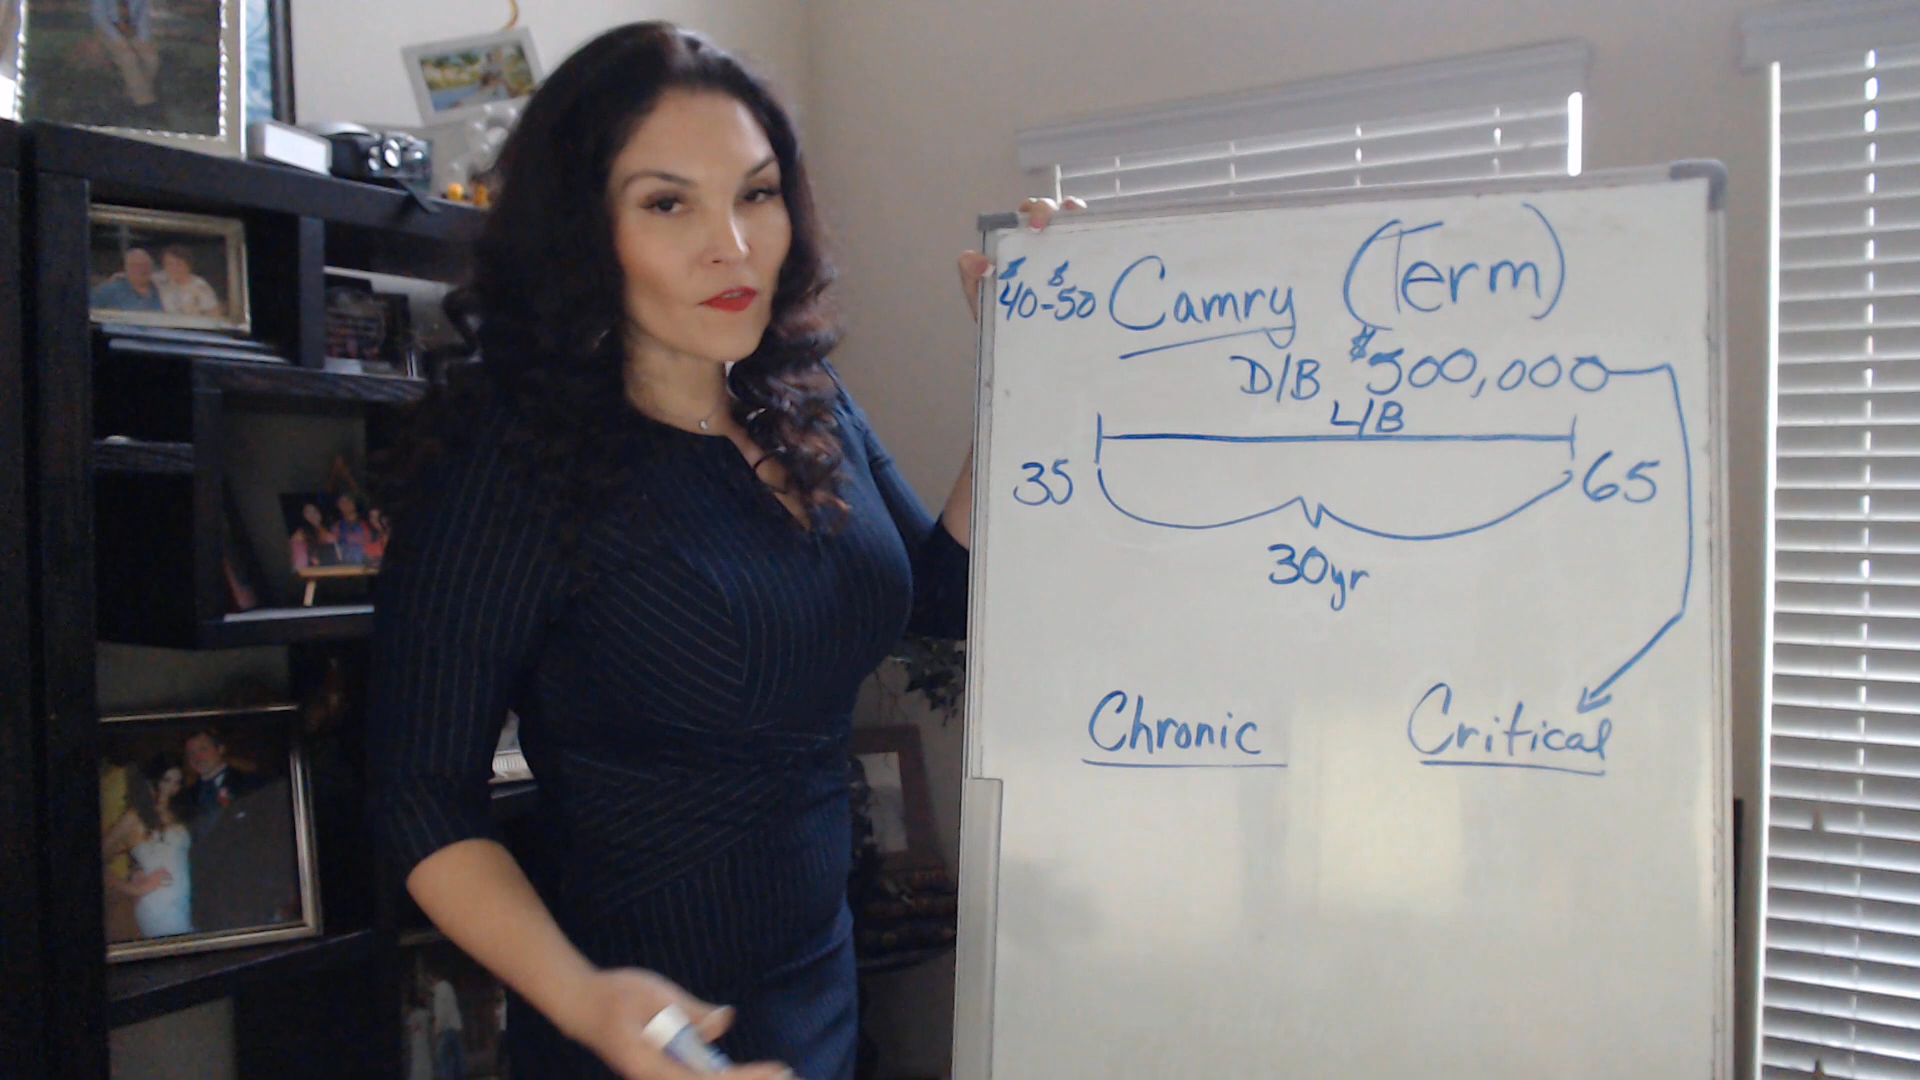 $40-$50 Camry (Term)
D/B $500,000
L/B
35 65
30yr
Chronic Critical